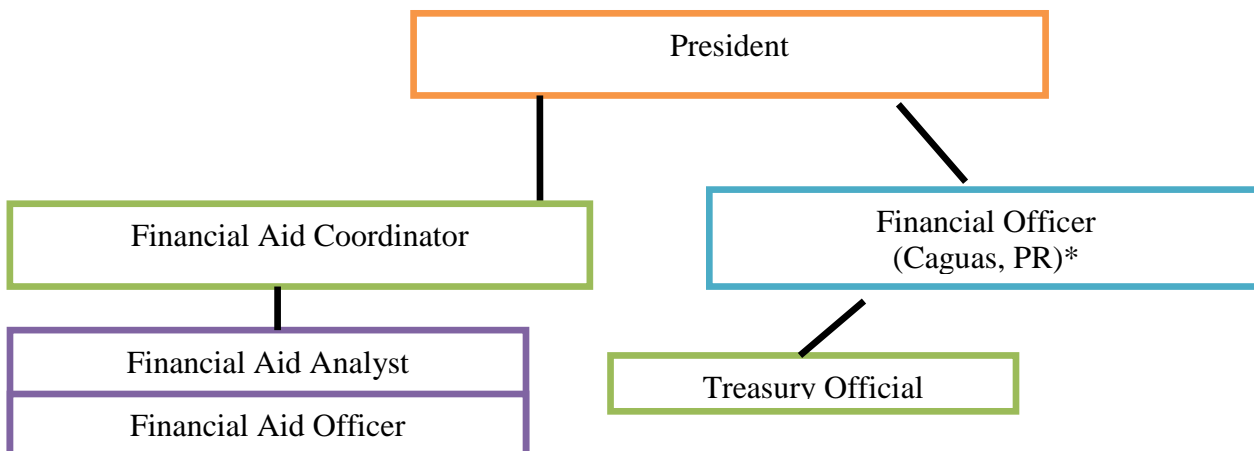 President
Financial Aid Coordinator
Financial Officer
(Caguas, PR)*
Financial Aid Analyst
Treasury Official
Financial Aid Officer